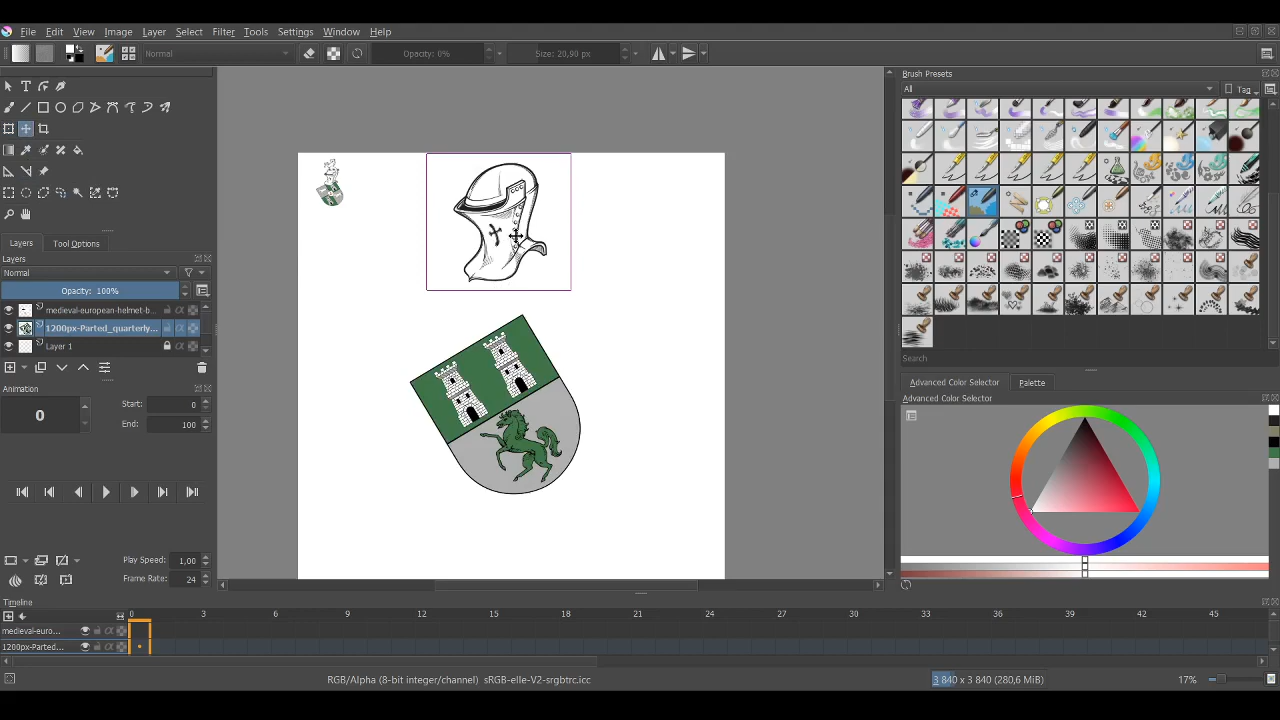 File Edit View Image Layer Select Filter Tools Settings Window Help
Normal Opacity: 0% Size: 20,90 px
Brush Presets
All Tag
Layers Tool Options
Layers
Normal
Opacity: 100%
medieval-european-helmet-b...
1200px-Parted_quarterly...
Layer 1
Search
Advanced Color Selector Palette
Advanced Color Selector
Animation
0 Start: 0
End: 100
Play Speed: 1,00
Frame Rate: 24
Timeline
0 3 6 9 12 15 18 21 24 27 30 33 36 39 42 45
medieval-euro...
1200px-Parted...
RGB/Alpha (8-bit integer/channel) sRGB-elle-V2-srgbtrc.icc 3 840 x 3 840 (280,6 MiB) 17%